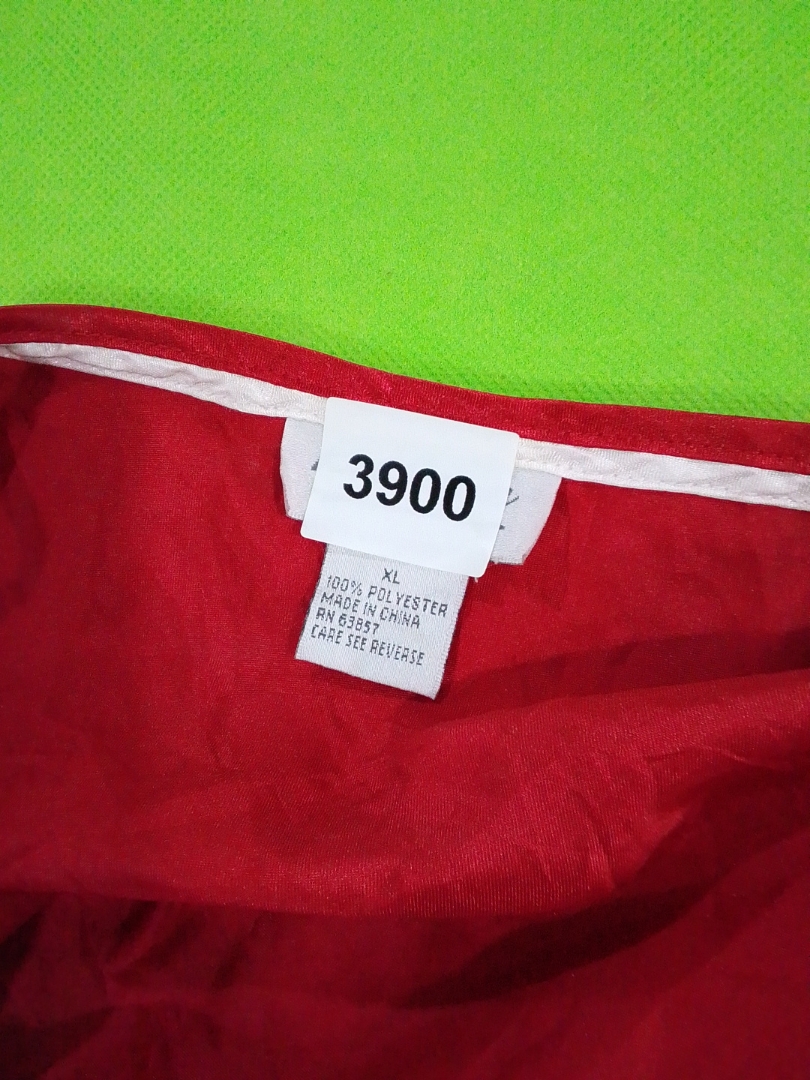 3900
XL
100% POLYESTER
MADE IN CHINA
RN 63857
CARE SEE REVERSE